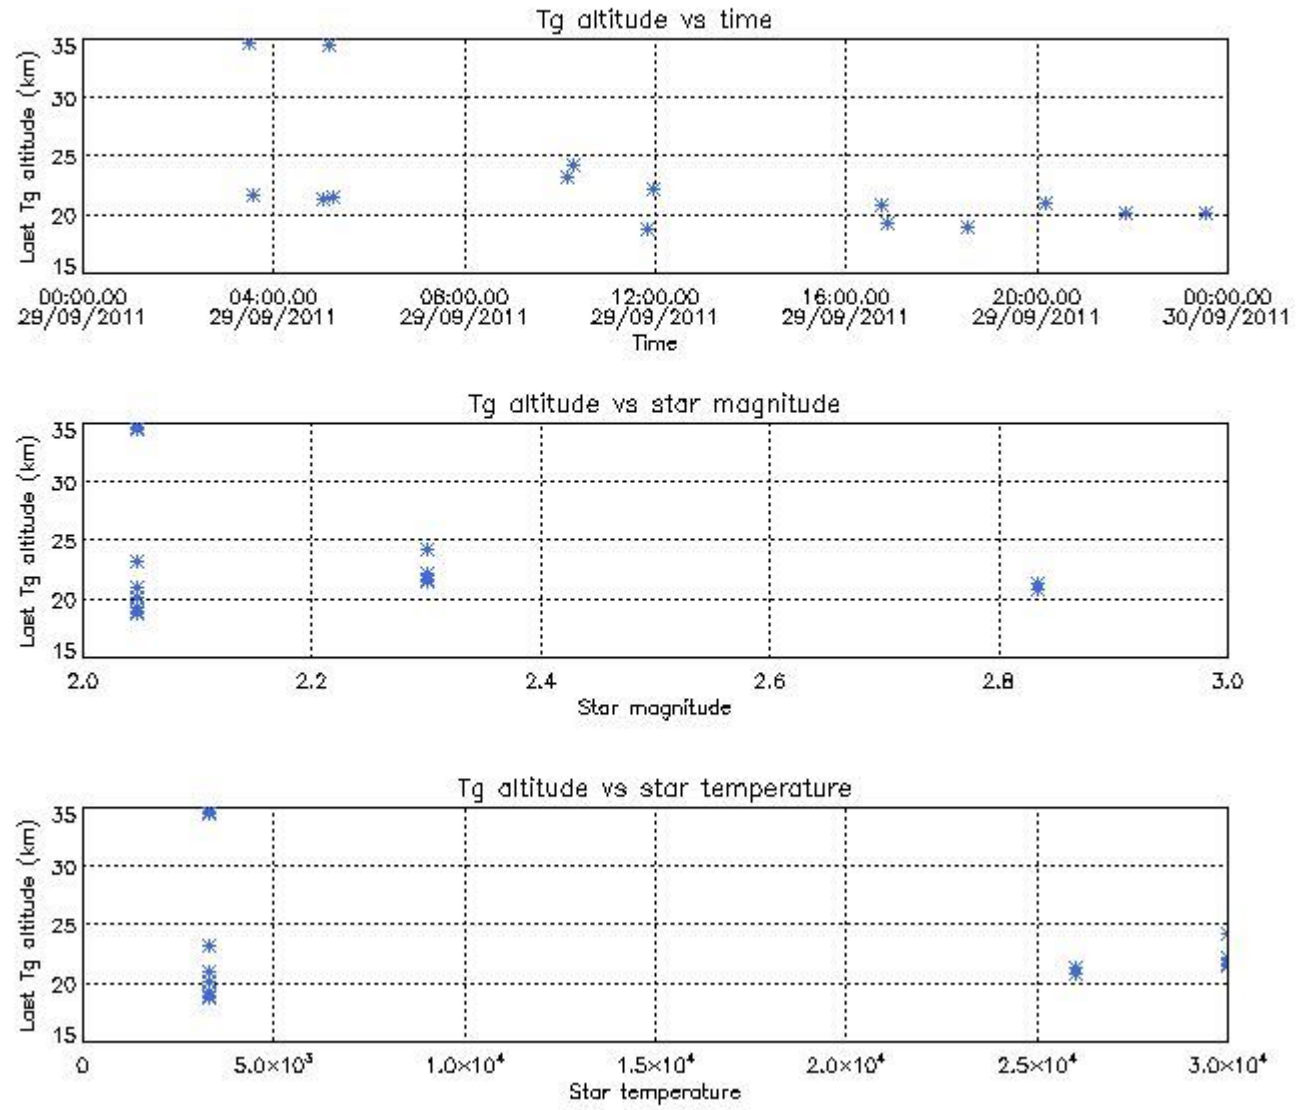 Tg altitude vs time
Last Tg altitude (km)
35
30
25
20
15
00:00.00 04:00.00 08:00.00 12:00.00 16:00.00 20:00.00 00:00.00
29/09/2011 29/09/2011 29/09/2011 29/09/2011 29/09/2011 29/09/2011 30/09/2011
Time
Tg altitude vs star magnitude
Last Tg altitude (km)
35
30
25
20
15
2.0 2.2 2.4 2.6 2.8 3.0
Star magnitude
Tg altitude vs star temperature
Last Tg altitude (km)
35
30
25
20
15
0 5.0×10³ 1.0×10⁴ 1.5×10⁴ 2.0×10⁴ 2.5×10⁴ 3.0×10⁴
Star temperature